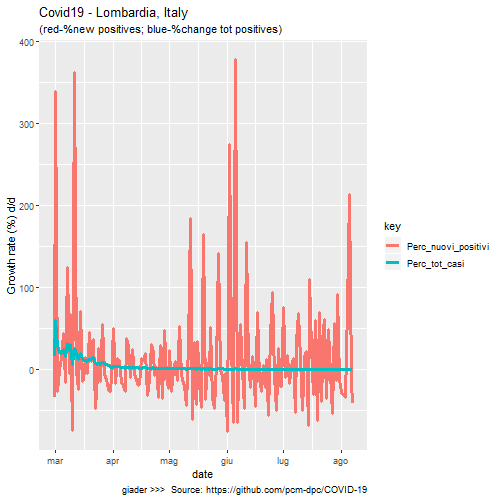 Covid19 - Lombardia, Italy
(red-%new positives; blue-%change tot positives)
400
300
200
100
0
Growth rate (%) d/d
mar apr mag giu lug ago
date
key
Perc_nuovi_positivi
Perc_tot_casi
giader >>> Source: https://github.com/pcm-dpc/COVID-19